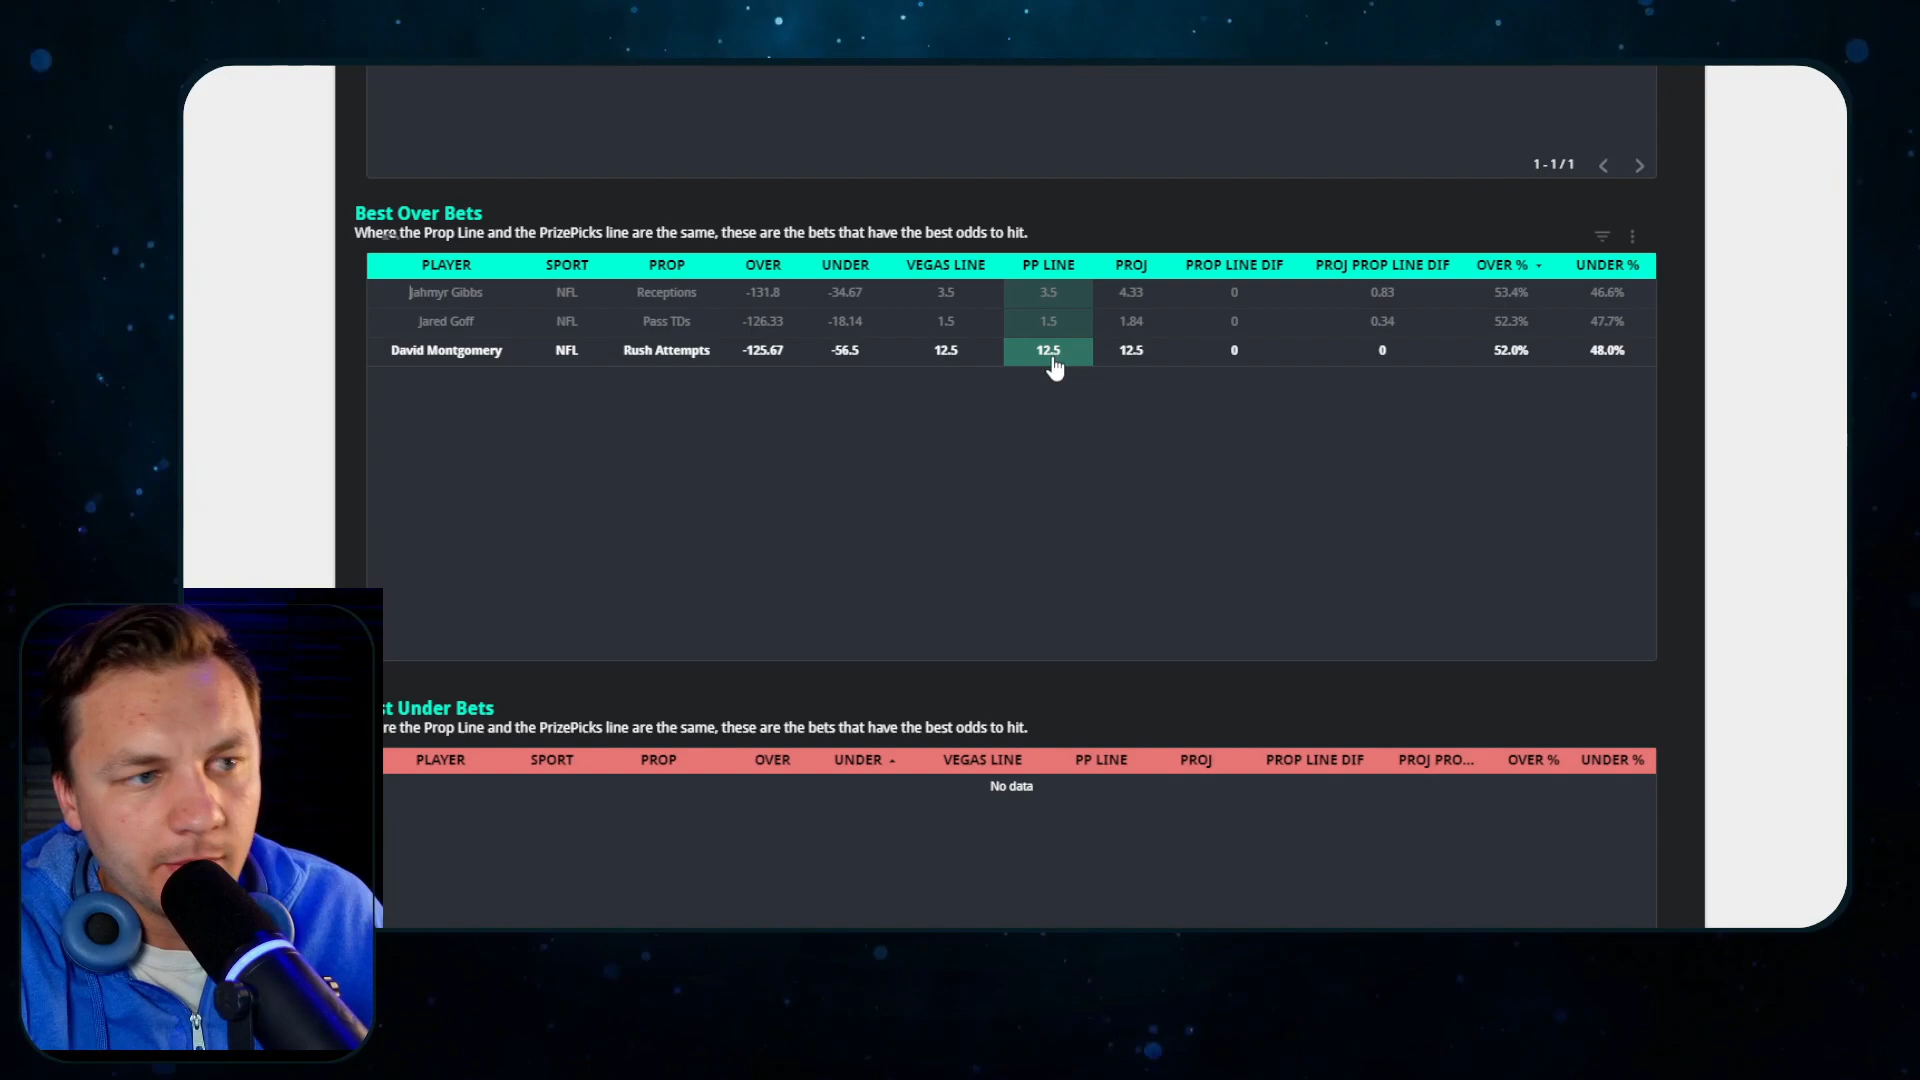 1 - 1 / 1
Best Over Bets
Where the Prop Line and the PrizePicks line are the same, these are the bets that have the best odds to hit.
PLAYER SPORT PROP OVER UNDER VEGAS LINE PP LINE PROJ PROP LINE DIF PROJ PROP LINE DIF OVER % UNDER %
Jahmyr Gibbs NFL Receptions -131.8 -34.67 3.5 3.5 4.33 0 0.83 53.4% 46.6%
Jared Goff NFL Pass TDs -126.33 -18.14 1.5 1.5 1.84 0 0.34 52.3% 47.7%
David Montgomery NFL Rush Attempts -125.67 -56.5 12.5 12.5 12.5 0 0 52.0% 48.0%
st Under Bets
re the Prop Line and the PrizePicks line are the same, these are the bets that have the best odds to hit.
PLAYER SPORT PROP OVER UNDER VEGAS LINE PP LINE PROJ PROP LINE DIF PROJ PRO... OVER % UNDER %
No data